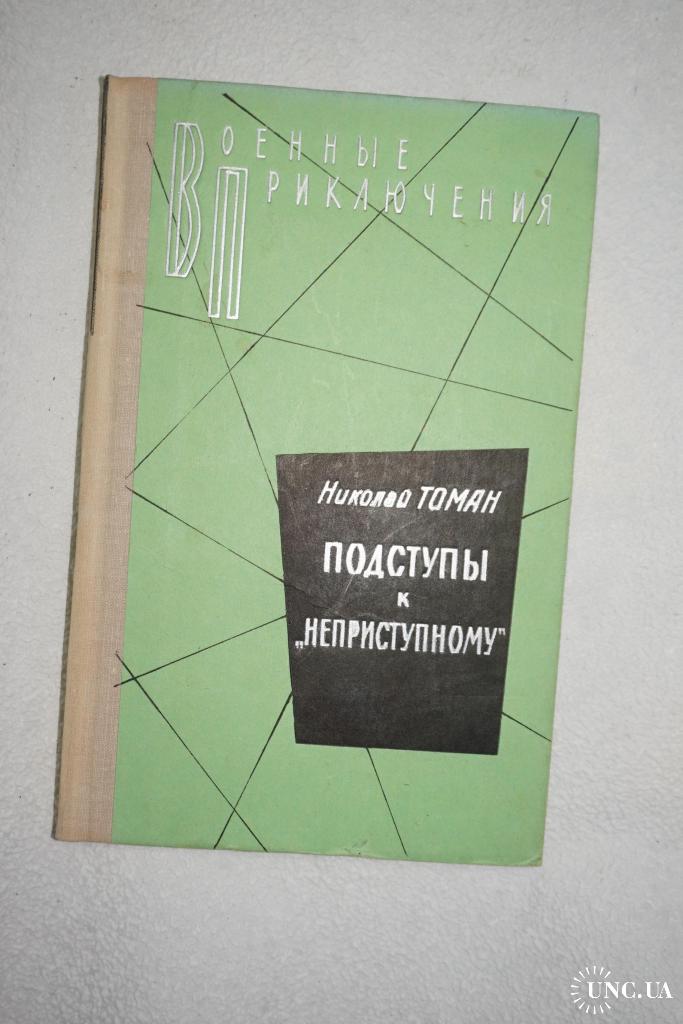 ВОЕННЫЕ
ПРИКЛЮЧЕНИЯ
Николай ТОМАН
ПОДСТУПЫ
К
„НЕПРИСТУПНОМУ"
UNC.UA